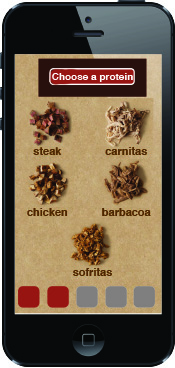 Choose a protein
steak carnitas
chicken barbacoa
sofritas